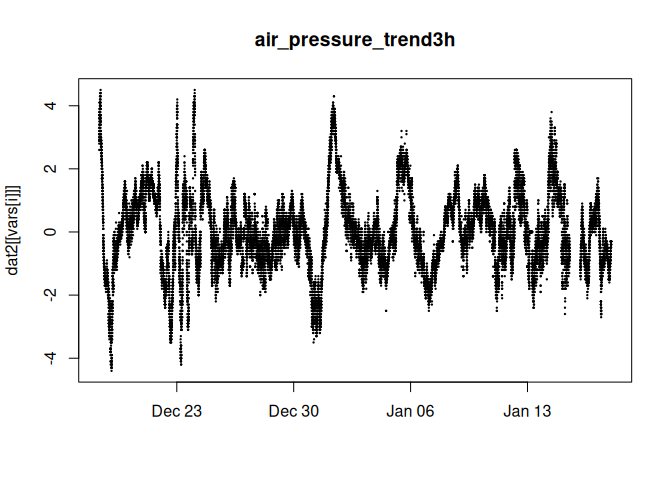 air_pressure_trend3h
dat2[[vars[i]]]
4
2
0
-2
-4
Dec 23
Dec 30
Jan 06
Jan 13